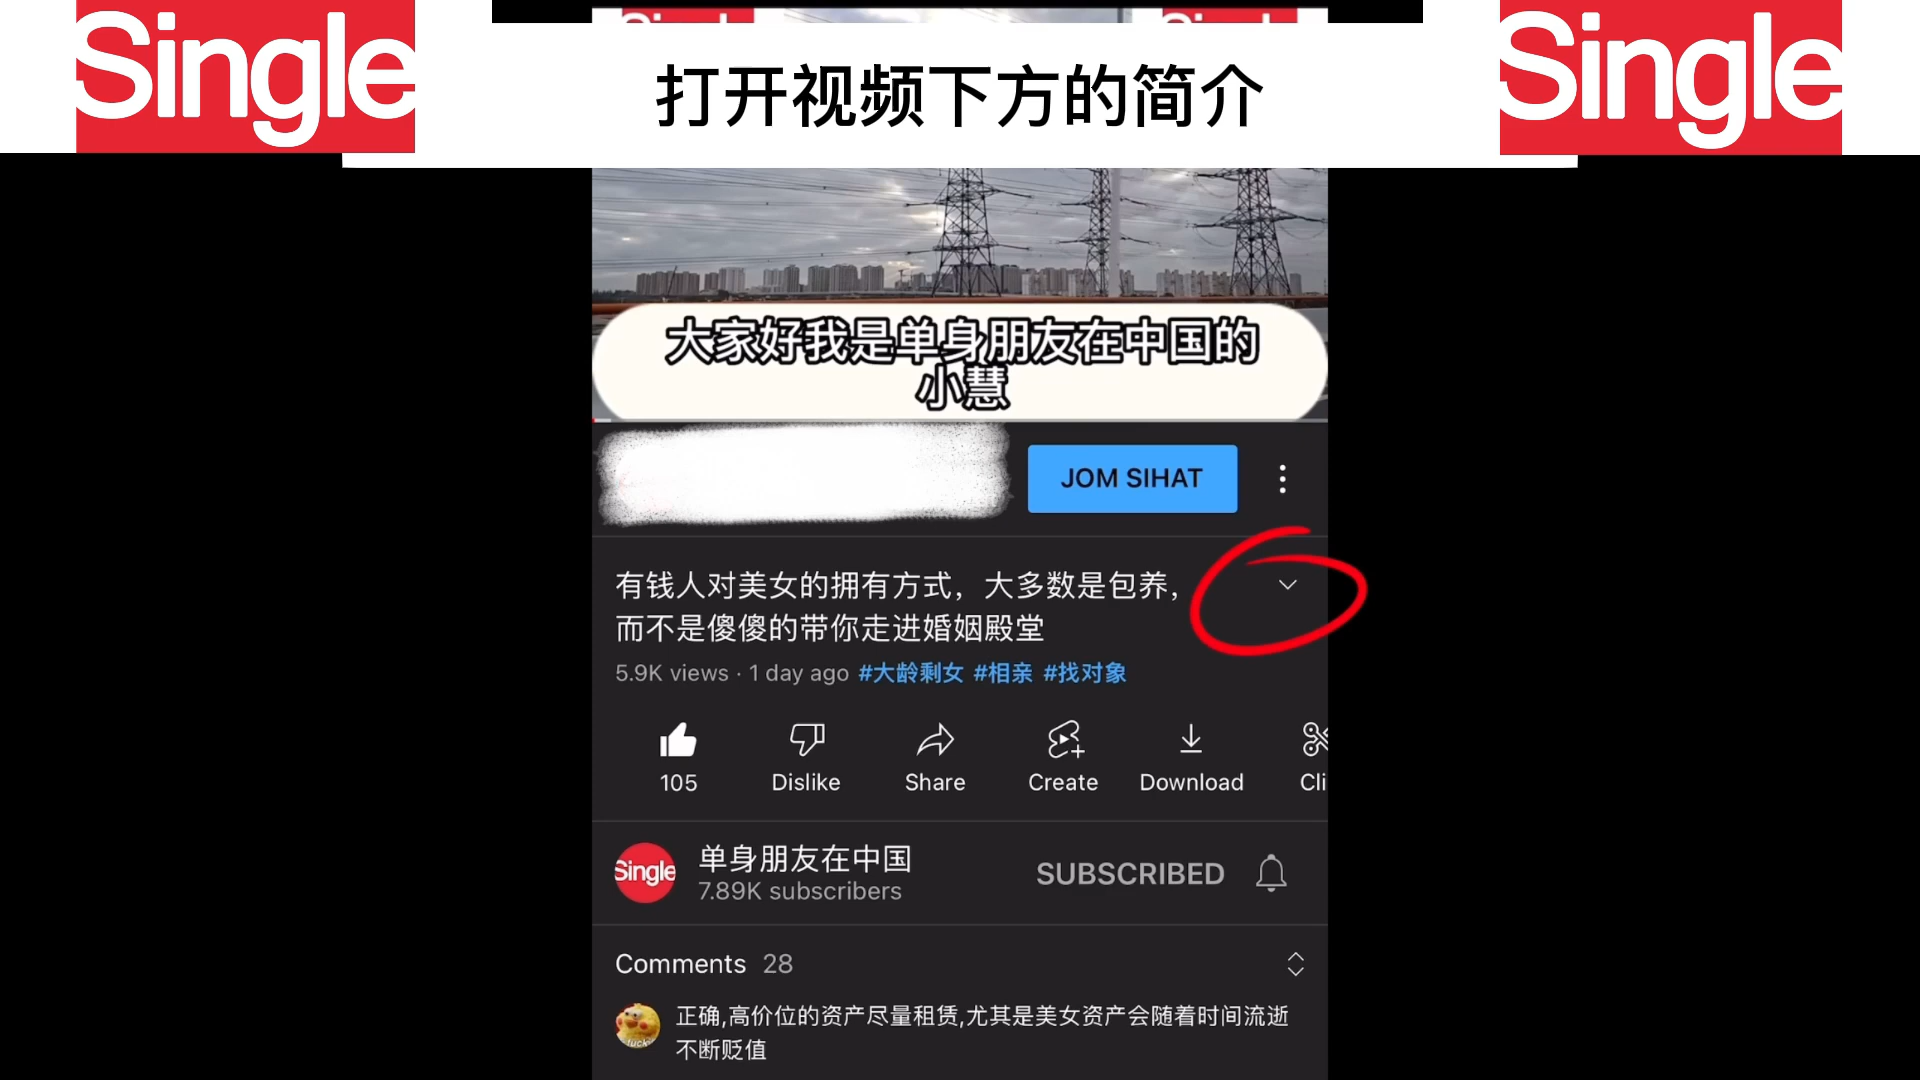 Single
打开视频下方的简介
Single
大家好我是单身朋友在中国的
小慧
JOM SIHAT
有钱人对美女的拥有方式，大多数是包养，
而不是傻傻的带你走进婚姻殿堂
5.9K views · 1 day ago #大龄剩女 #相亲 #找对象
105
Dislike
Share
Create
Download
Cli
Single
单身朋友在中国
7.89K subscribers
SUBSCRIBED
Comments 28
正确,高价位的资产尽量租赁,尤其是美女资产会随着时间流逝
不断贬值